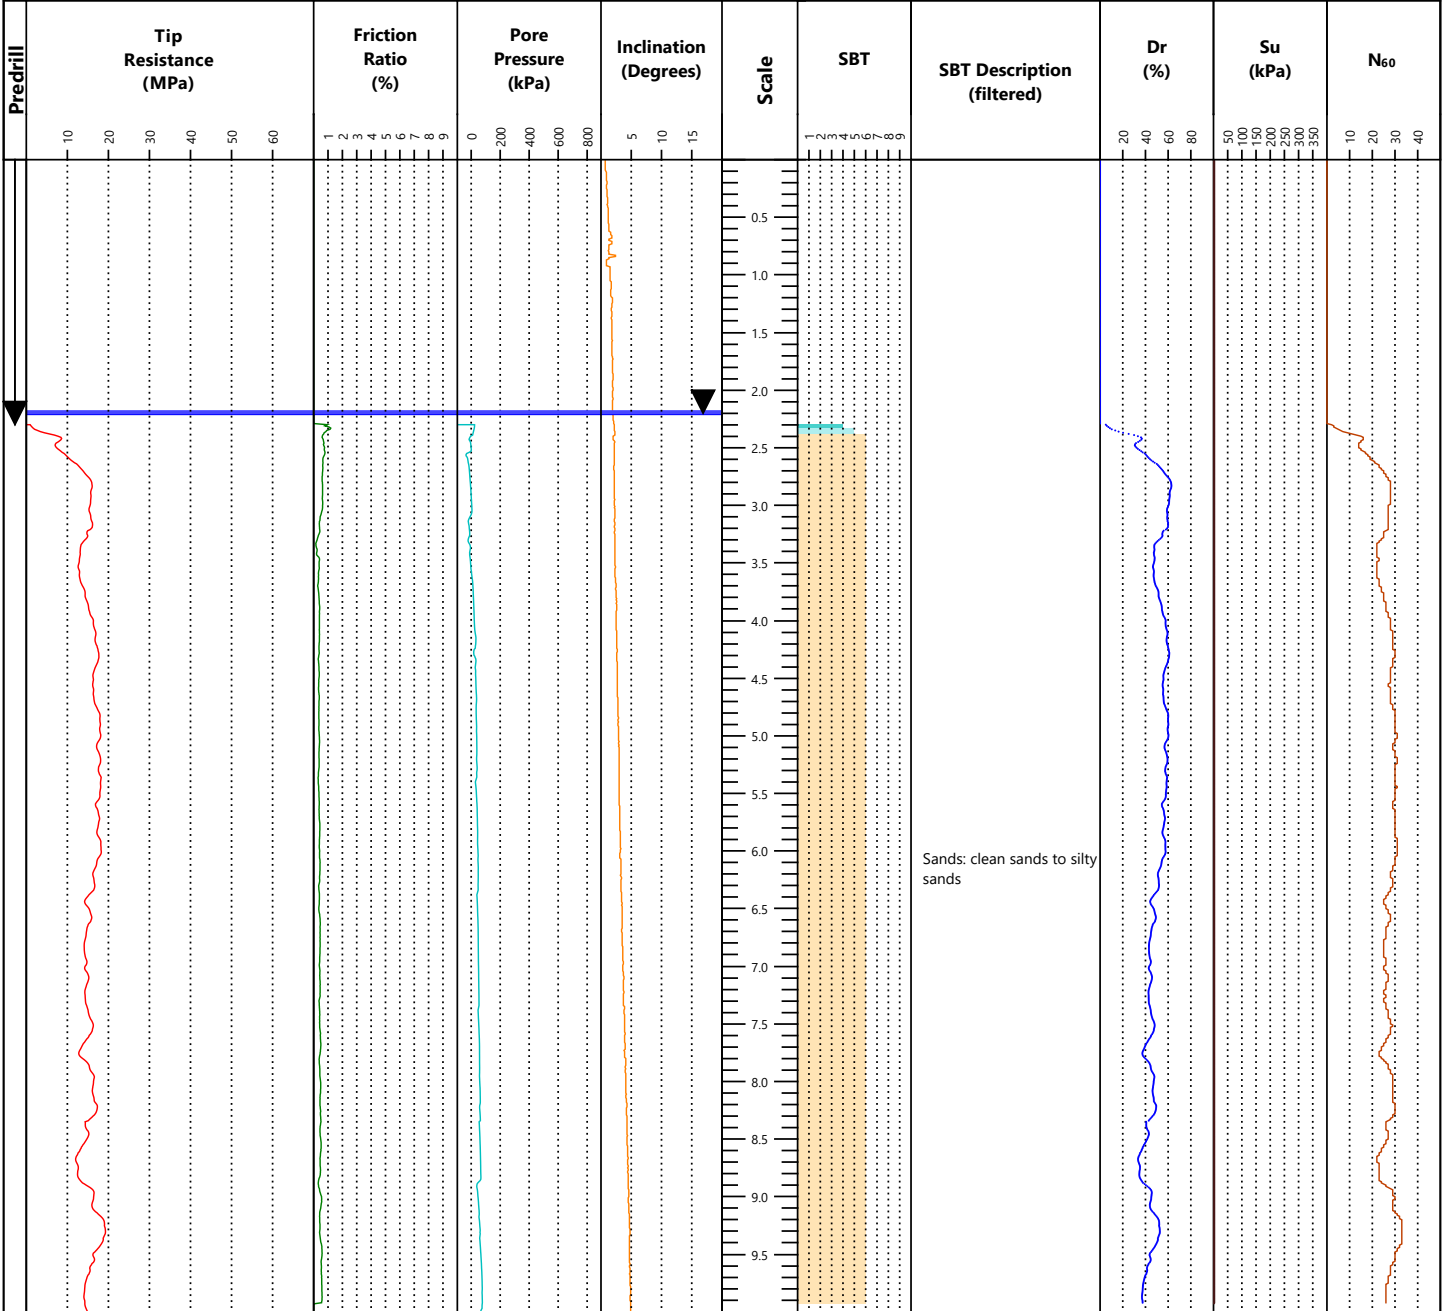 Predrill
Tip
Resistance
(MPa)
Friction
Ratio
(%)
Pore
Pressure
(kPa)
Inclination
(Degrees)
Scale
SBT
SBT Description
(filtered)
Dr
(%)
Su
(kPa)
N₆₀
10 20 30 40 50 60
1 2 3 4 5 6 7 8 9
0 200 400 600 800
5 10 15
1 2 3 4 5 6 7 8 9
20 40 60 80
50 100 150 200 250 300 350
10 20 30 40
0.5
1.0
1.5
2.0
2.5
3.0
3.5
4.0
4.5
5.0
5.5
6.0
6.5
7.0
7.5
8.0
8.5
9.0
9.5
Sands: clean sands to silty
sands